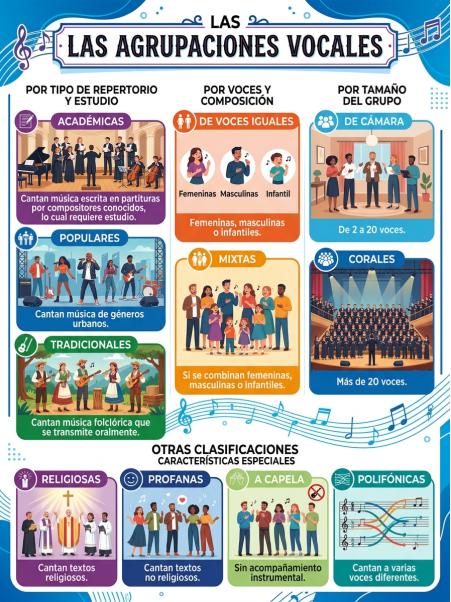 LAS
LAS AGRUPACIONES VOCALES
POR TIPO DE REPERTORIO
Y ESTUDIO
ACADÉMICAS
Cantan música escrita en partituras
por compositores conocidos,
lo cual requiere estudio.
POPULARES
Cantan música de géneros
urbanos.
TRADICIONALES
Cantan música folclórica que
se transmite oralmente.
POR VOCES Y
COMPOSICIÓN
DE VOCES IGUALES
Femeninas Masculinas Infantil
Femeninas, masculinas
o infantiles.
MIXTAS
Si se combinan femeninas,
masculinas o infantiles.
POR TAMAÑO
DEL GRUPO
DE CÁMARA
De 2 a 20 voces.
CORALES
Más de 20 voces.
OTRAS CLASIFICACIONES
CARACTERÍSTICAS ESPECIALES
RELIGIOSAS
Cantan textos
religiosos.
PROFANAS
Cantan textos
no religiosos.
A CAPELA
Sin acompañamiento
instrumental.
POLIFÓNICAS
Cantan a varias
voces diferentes.